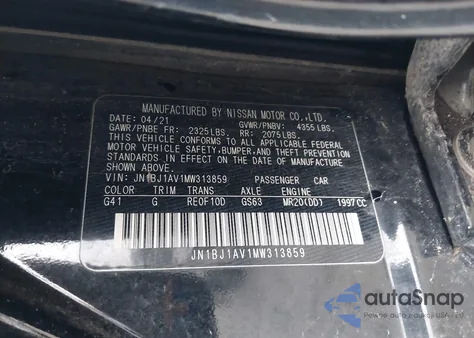 MANUFACTURED BY NISSAN MOTOR CO.,LTD.
DATE: 04/21 GVWR/PNBV: 4355LBS.
GAWR/PNBE FR: 2325LBS. RR: 2075LBS.
THIS VEHICLE CONFORMS TO ALL APPLICABLE FEDERAL
MOTOR VEHICLE SAFETY, BUMPER, AND THEFT PREVENTION
STANDARDS IN EFFECT ON THE DATE OF MANUFACTURE
SHOWN ABOVE.
VIN: JN1BJ1AV1MW313859 PASSENGER CAR
COLOR TRIM TRANS AXLE ENGINE
G41 G RE0F10D GS63 MR20(DD) 1997CC
JN1BJ1AV1MW313859
autaSnap